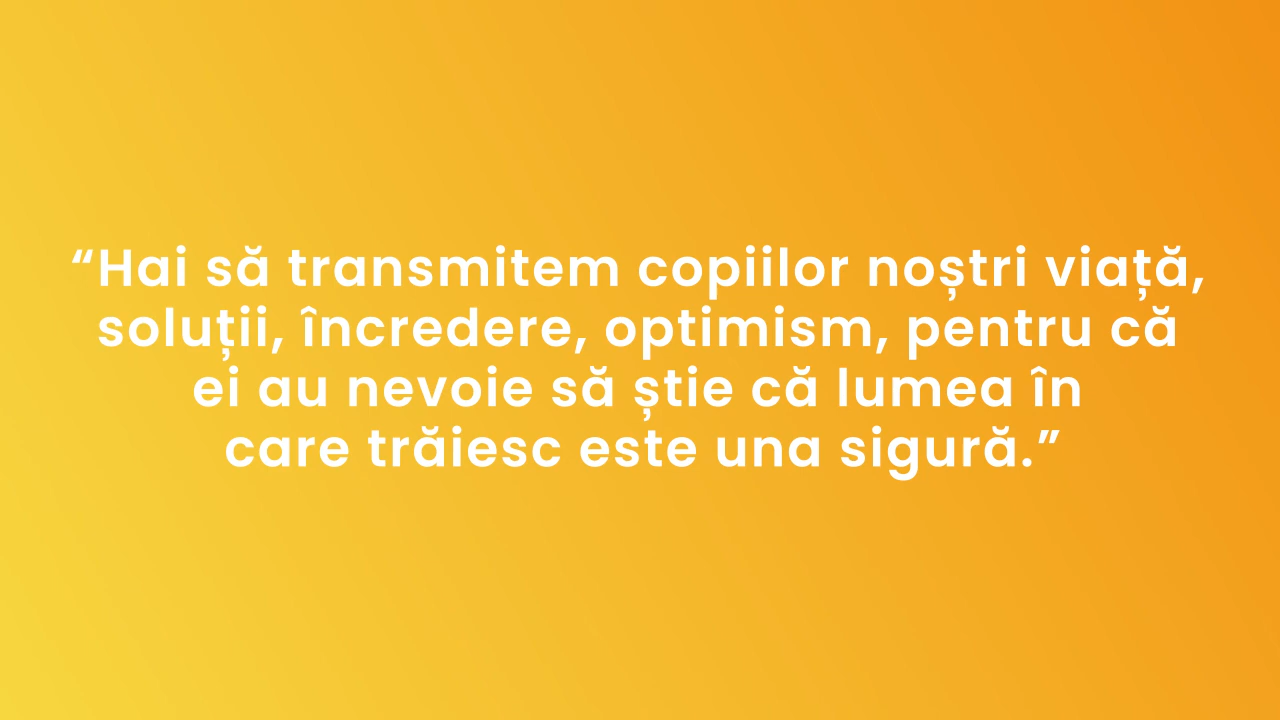 “Hai să transmitem copiilor noștri viață,
soluții, încredere, optimism, pentru că
ei au nevoie să știe că lumea în
care trăiesc este una sigură.”